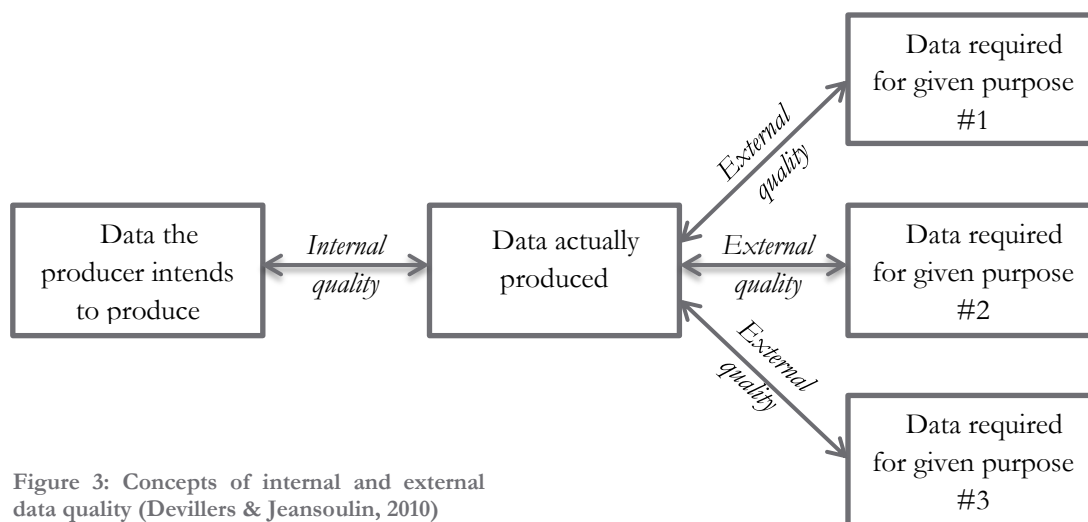 Data the
producer intends
to produce
Internal
quality
Data actually
produced
External
quality
Data required
for given purpose
#1
External
quality
Data required
for given purpose
#2
External
quality
Data required
for given purpose
#3
Figure 3: Concepts of internal and external
data quality (Devillers & Jeansoulin, 2010)